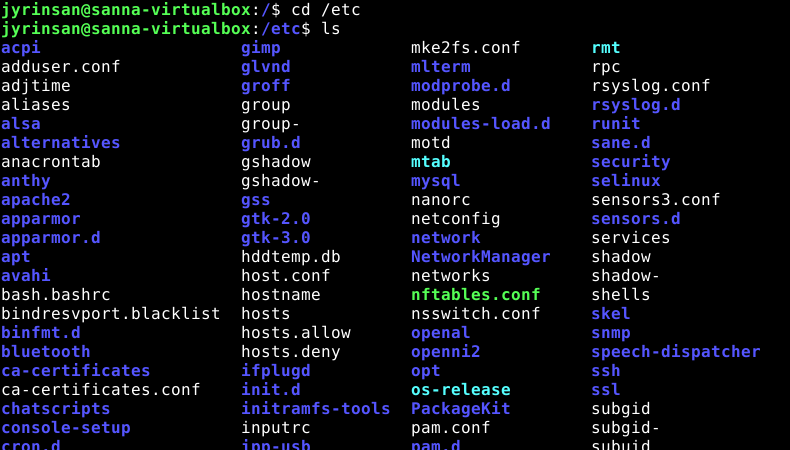 jyrinsan@sanna-virtualbox:/$ cd /etc
jyrinsan@sanna-virtualbox:/etc$ ls
acpi gimp mke2fs.conf rmt
adduser.conf glvnd mlterm rpc
adjtime groff modprobe.d rsyslog.conf
aliases group modules rsyslog.d
alsa group- modules-load.d runit
alternatives grub.d motd sane.d
anacrontab gshadow mtab security
anthy gshadow- mysql selinux
apache2 gss nanorc sensors3.conf
apparmor gtk-2.0 netconfig sensors.d
apparmor.d gtk-3.0 network services
apt hddtemp.db NetworkManager shadow
avahi host.conf networks shadow-
bash.bashrc hostname nftables.conf shells
bindresvport.blacklist hosts nsswitch.conf skel
binfmt.d hosts.allow openal snmp
bluetooth hosts.deny openni2 speech-dispatcher
ca-certificates ifplugd opt ssh
ca-certificates.conf init.d os-release ssl
chatscripts initramfs-tools PackageKit subgid
console-setup inputrc pam.conf subgid-
cron.d ipp-usb pam.d subuid